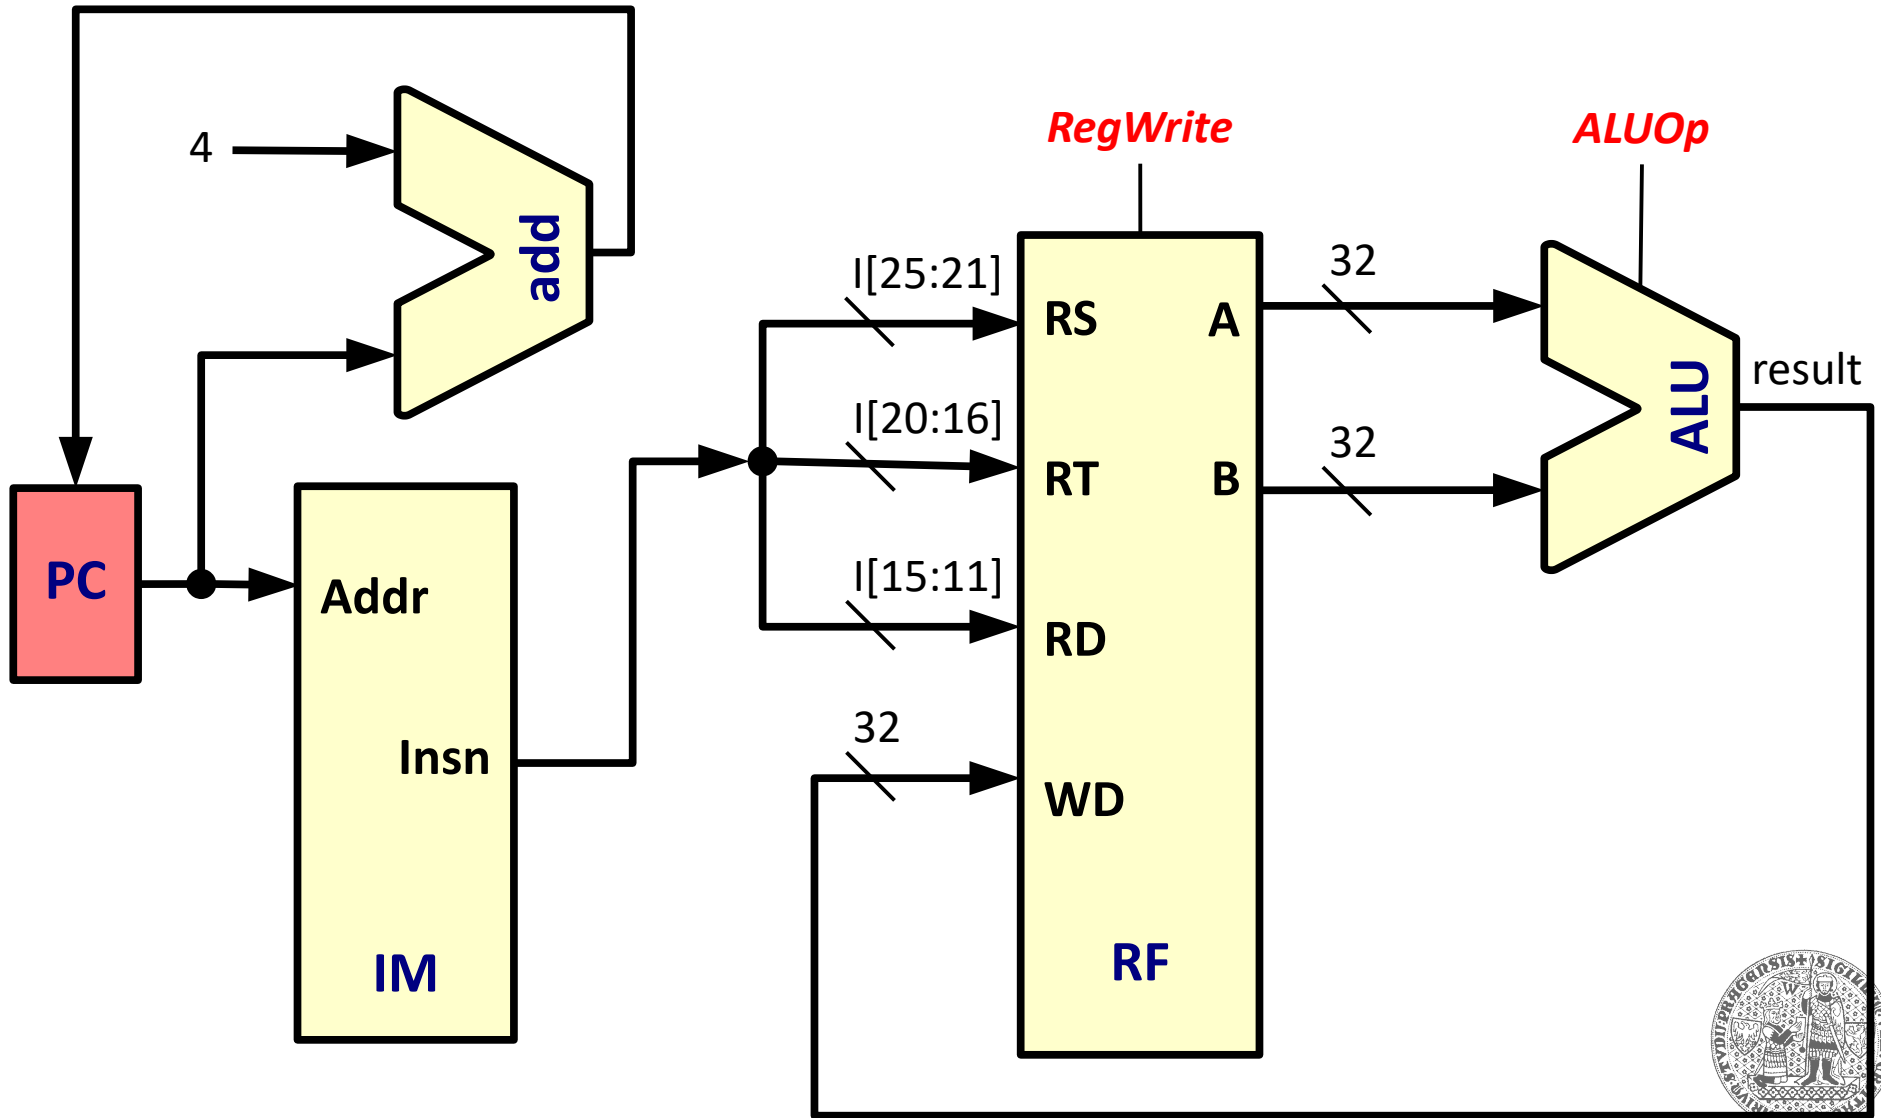 4
add
RegWrite
ALUOp
I[25:21]
32
RS
A
I[20:16]
32
RT
B
ALU
result
PC
Addr
I[15:11]
RD
Insn
32
WD
IM
RF